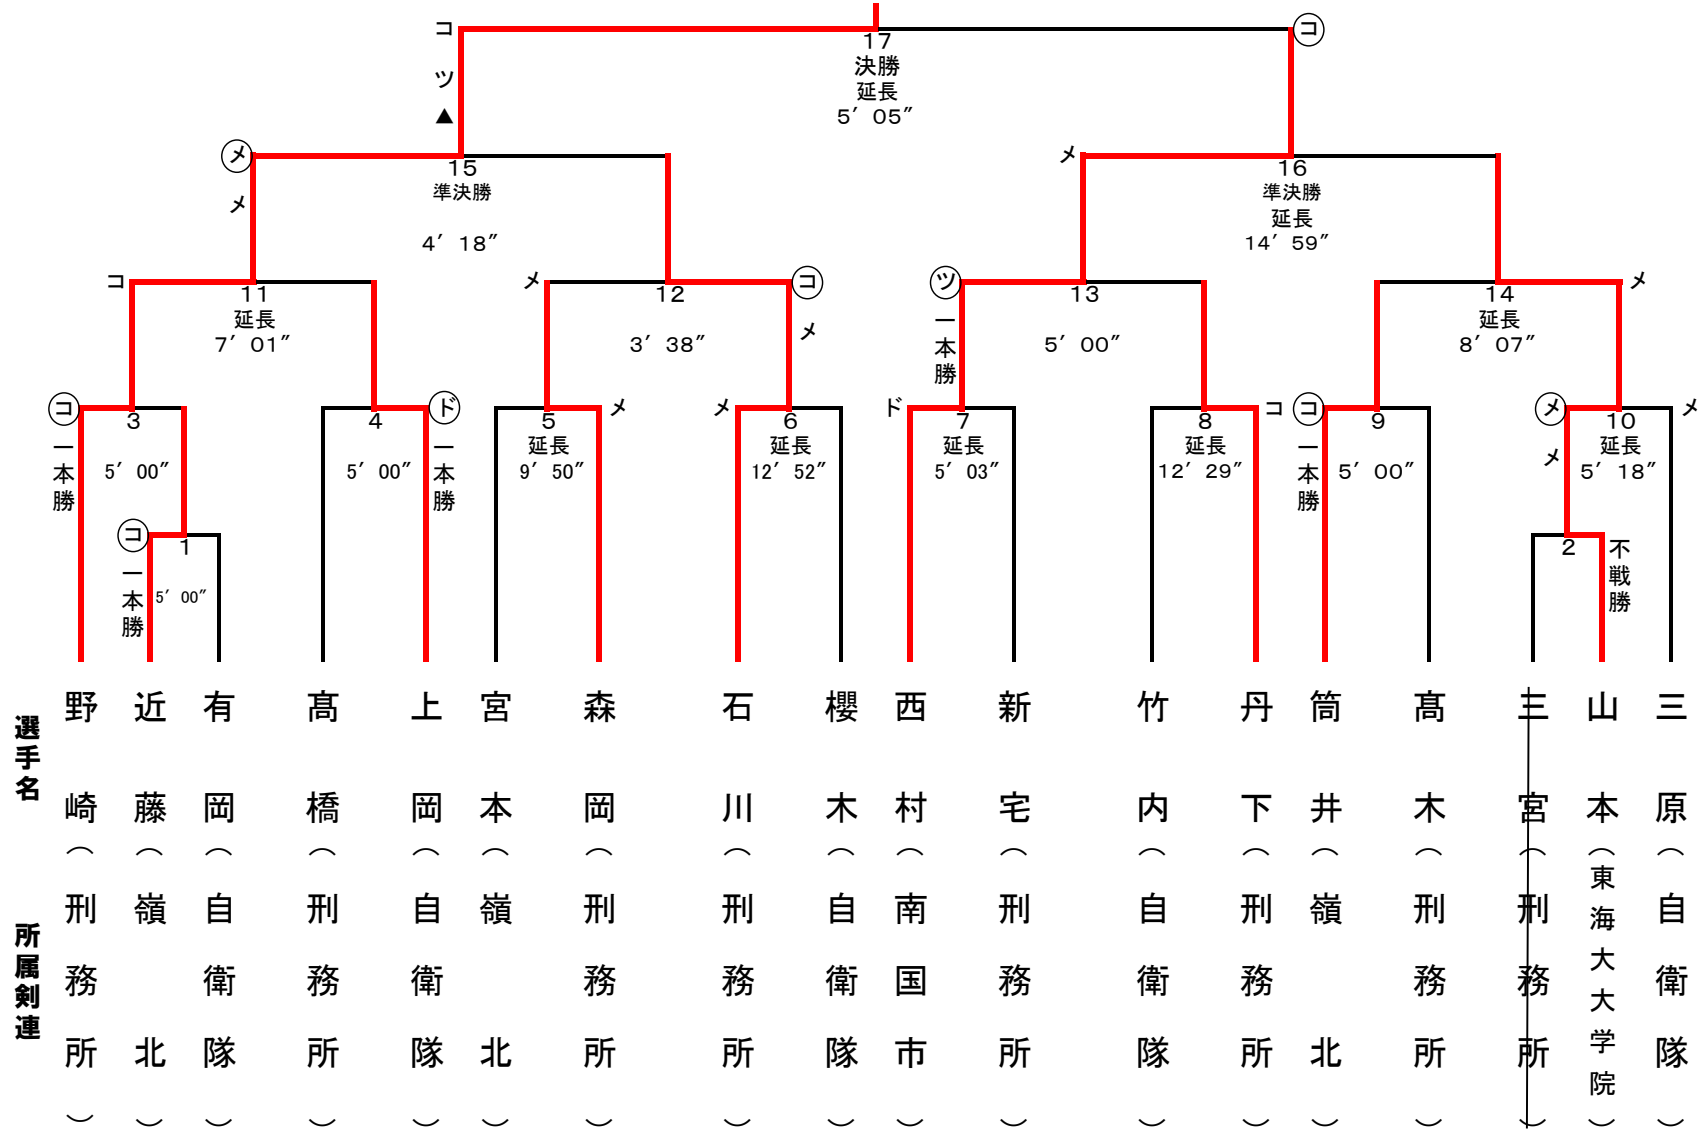 コ
コ
17
決勝
延長
5′ 05″
ツ
▲
メ
15
準決勝
4′ 18″
メ
メ
16
準決勝
延長
14′ 59″
コ
11
延長
7′ 01″
メ
12
3′ 38″
コ
メ
ツ
一本勝
13
5′ 00″
14
延長
8′ 07″
メ
コ
一本勝
3
5′ 00″
4
5′ 00″
ド
一本勝
5
延長
9′ 50″
メ
メ
6
延長
12′ 52″
ド
7
延長
5′ 03″
8
延長
12′ 29″
コ
コ
一本勝
9
5′ 00″
メ
メ
10
延長
5′ 18″
メ
コ
一本勝
1
5′ 00″
2
不戦勝
選手名
所属剣連
野崎(刑務所)
近藤(嶺北)
有岡(自衛隊)
髙橋(刑務所)
上岡(自衛隊)
宮本(嶺北)
森岡(刑務所)
石川(刑務所)
櫻木(自衛隊)
西村(南国市)
新宅(刑務所)
竹内(自衛隊)
丹下(刑務所)
筒井(嶺北)
髙木(刑務所)
三宮(刑務所)
山本(東海大大学院)
三原(自衛隊)